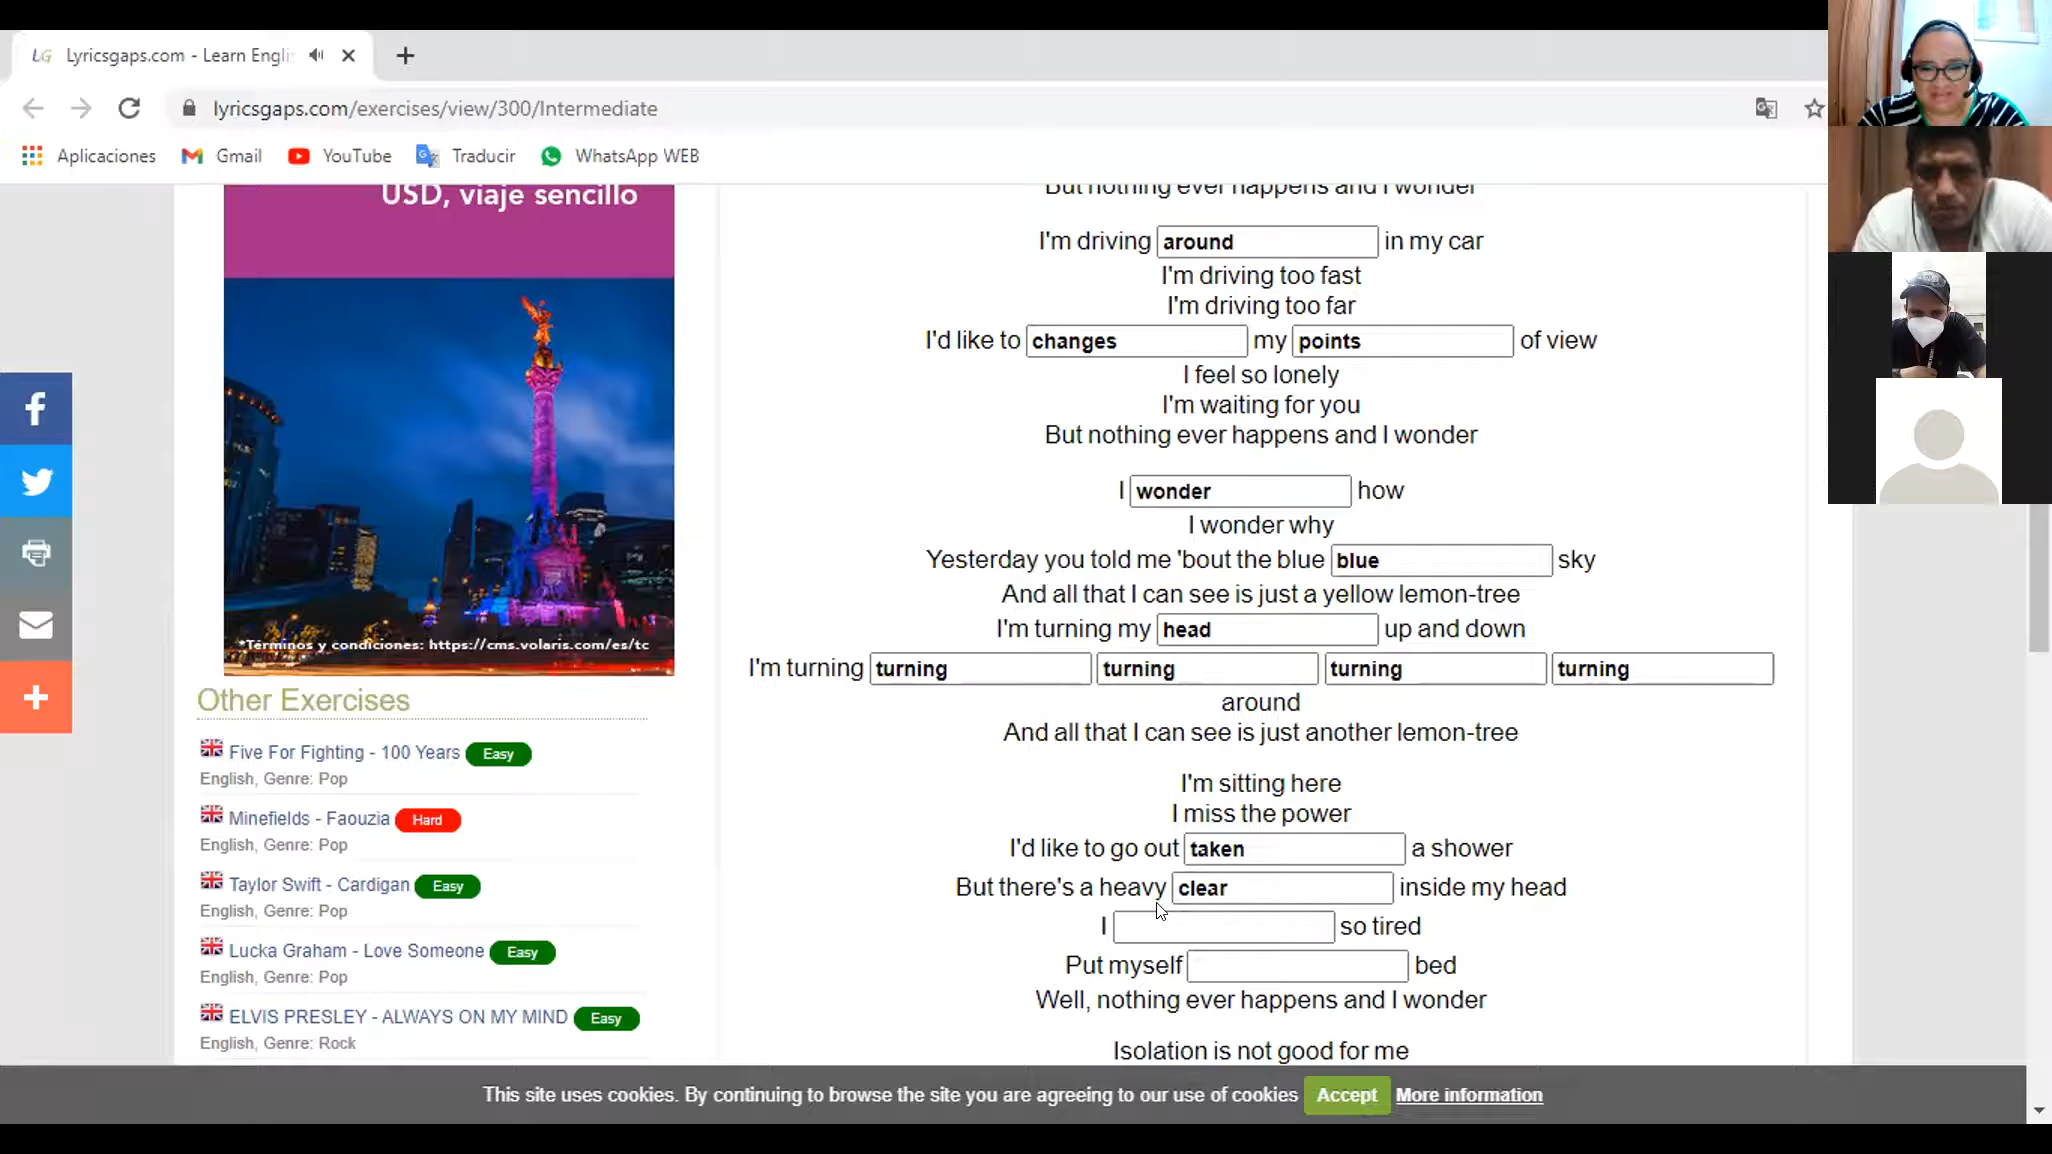 LG Lyricsgaps.com - Learn Engli
lyricsgaps.com/exercises/view/300/Intermediate
Aplicaciones Gmail YouTube Traducir WhatsApp WEB
USD, viaje sencillo
*Términos y condiciones: https://cms.volaris.com/es/tc
Other Exercises
Five For Fighting - 100 Years Easy
English, Genre: Pop
Minefields - Faouzia Hard
English, Genre: Pop
Taylor Swift - Cardigan Easy
English, Genre: Pop
Lucka Graham - Love Someone Easy
English, Genre: Pop
ELVIS PRESLEY - ALWAYS ON MY MIND Easy
English, Genre: Rock
But nothing ever happens and I wonder
I'm driving around in my car
I'm driving too fast
I'm driving too far
I'd like to changes my points of view
I feel so lonely
I'm waiting for you
But nothing ever happens and I wonder
I wonder how
I wonder why
Yesterday you told me 'bout the blue blue sky
And all that I can see is just a yellow lemon-tree
I'm turning my head up and down
I'm turning turning turning turning turning
around
And all that I can see is just another lemon-tree
I'm sitting here
I miss the power
I'd like to go out taken a shower
But there's a heavy clear inside my head
I so tired
Put myself bed
Well, nothing ever happens and I wonder
Isolation is not good for me
This site uses cookies. By continuing to browse the site you are agreeing to our use of cookies Accept More information